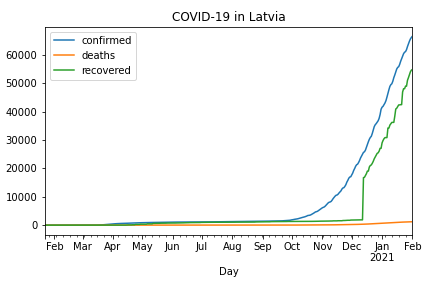 COVID-19 in Latvia
confirmed
deaths
recovered
60000
50000
40000
30000
20000
10000
0
Feb Mar Apr May Jun Jul Aug Sep Oct Nov Dec Jan Feb
2021
Day